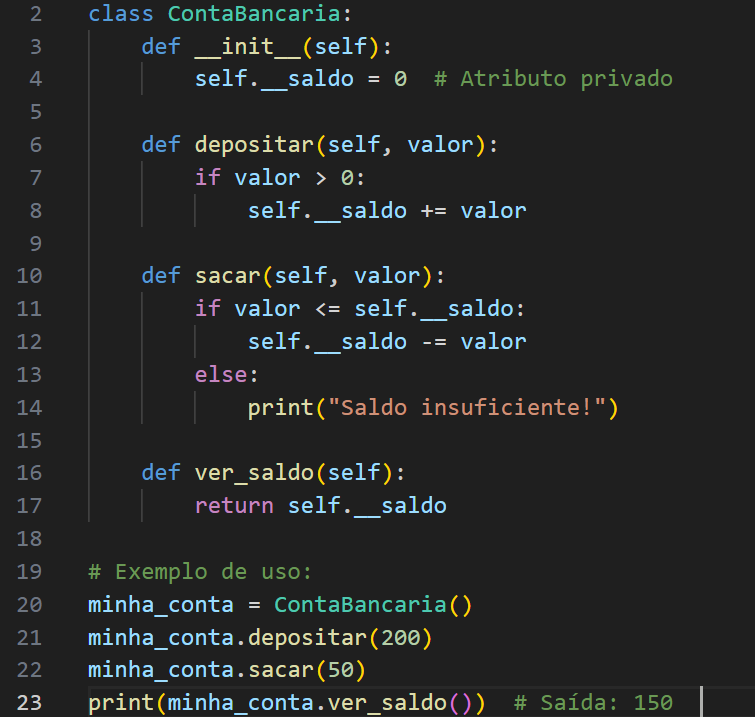 2 class ContaBancaria:
3     def __init__(self):
4         self.__saldo = 0  # Atributo privado
5
6     def depositar(self, valor):
7         if valor > 0:
8             self.__saldo += valor
9
10     def sacar(self, valor):
11         if valor <= self.__saldo:
12             self.__saldo -= valor
13         else:
14             print("Saldo insuficiente!")
15
16     def ver_saldo(self):
17         return self.__saldo
18
19 # Exemplo de uso:
20 minha_conta = ContaBancaria()
21 minha_conta.depositar(200)
22 minha_conta.sacar(50)
23 print(minha_conta.ver_saldo())  # Saída: 150